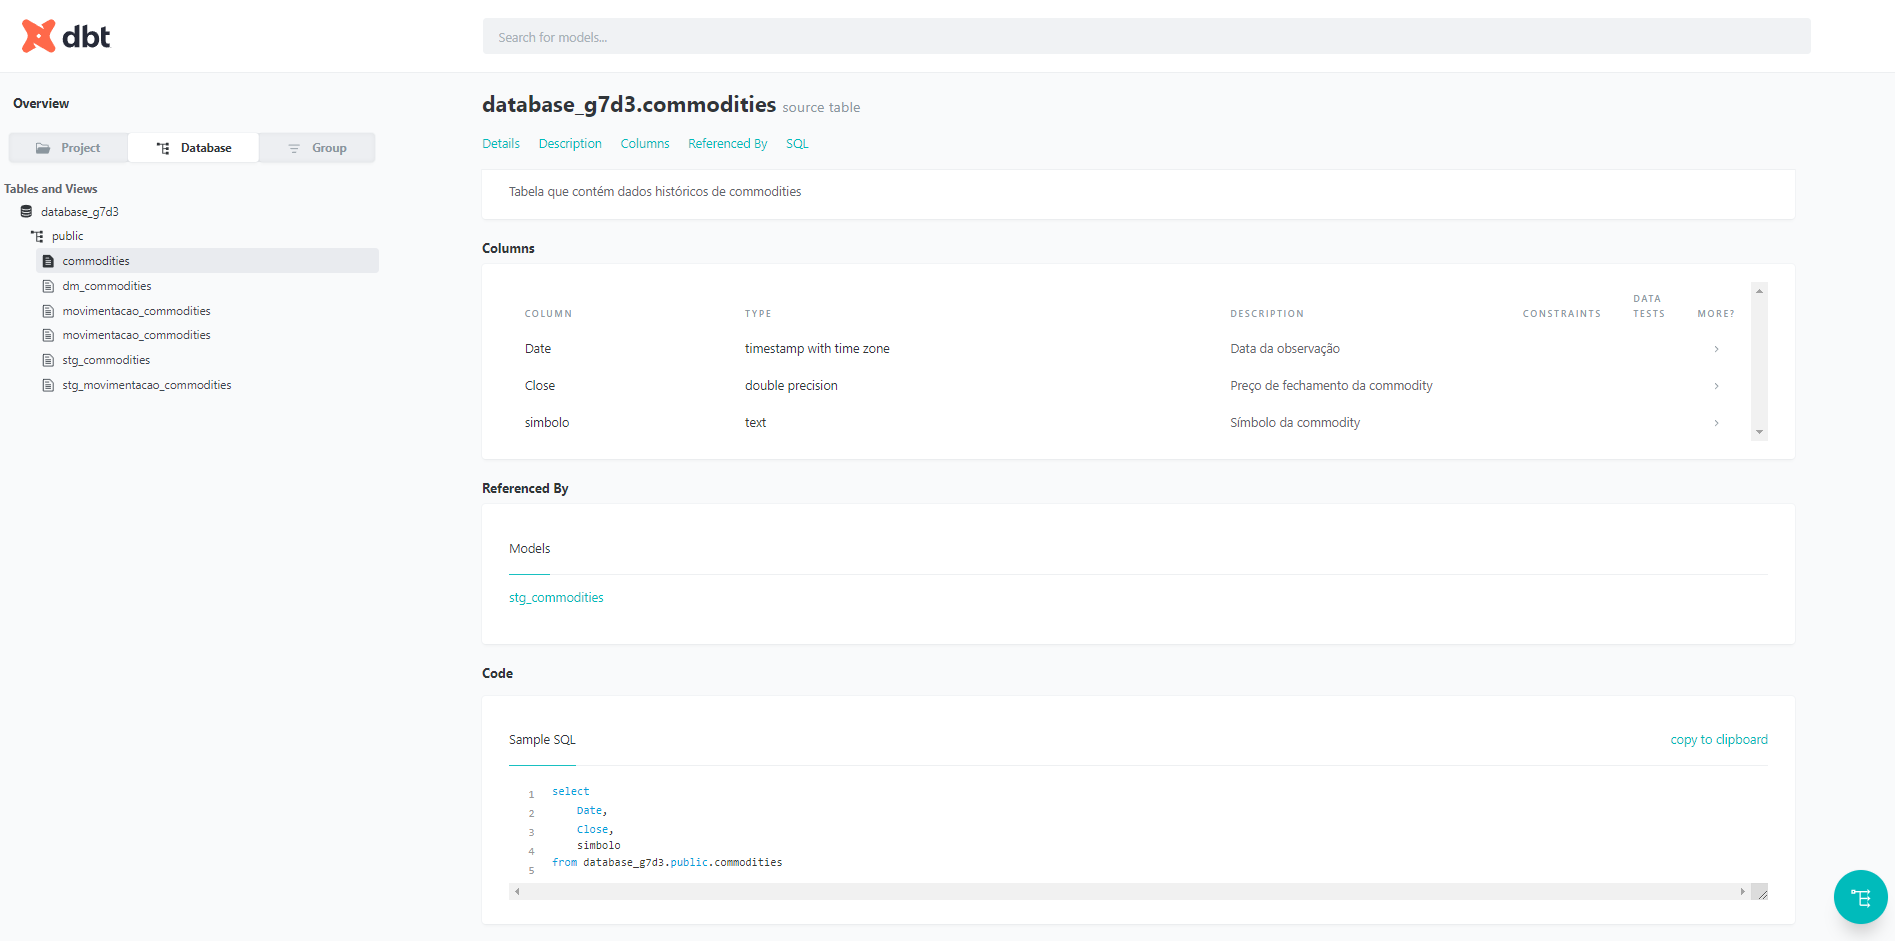 dbt
Search for models...
Overview
Project
Database
Group
Tables and Views
database_g7d3
public
commodities
dm_commodities
movimentacao_commodities
movimentacao_commodities
stg_commodities
stg_movimentacao_commodities
database_g7d3.commodities source table
Details Description Columns Referenced By SQL
Tabela que contém dados históricos de commodities
Columns
COLUMN TYPE DESCRIPTION CONSTRAINTS DATA TESTS MORE?
Date timestamp with time zone Data da observação
Close double precision Preço de fechamento da commodity
simbolo text Símbolo da commodity
Referenced By
Models
stg_commodities
Code
Sample SQL copy to clipboard
1 select
2 Date,
3 Close,
4 simbolo
5 from database_g7d3.public.commodities